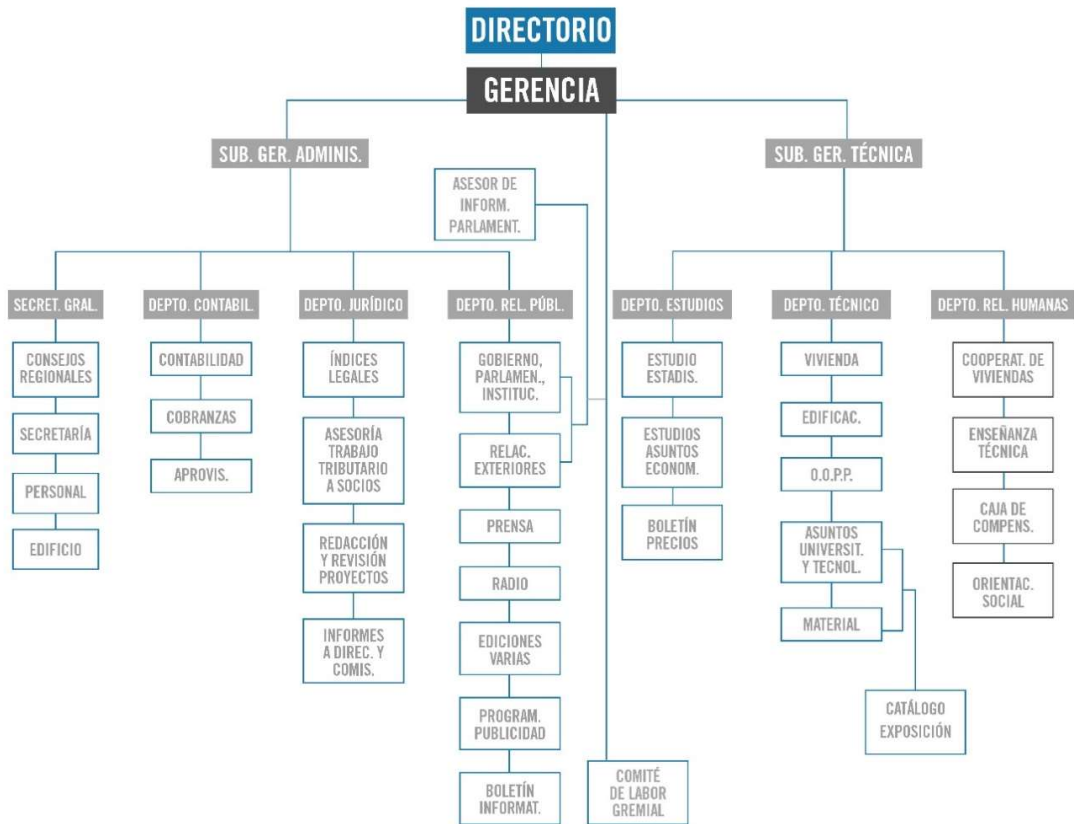 DIRECTORIO
GERENCIA
SUB. GER. ADMINIS.
SUB. GER. TÉCNICA
ASESOR DE
INFORM.
PARLAMENT.
SECRET. GRAL.
CONSEJOS
REGIONALES
SECRETARÍA
PERSONAL
EDIFICIO
DEPTO. CONTABIL.
CONTABILIDAD
COBRANZAS
APROVIS.
DEPTO. JURÍDICO
ÍNDICES
LEGALES
ASESORÍA
TRABAJO
TRIBUTARIO
A SOCIOS
REDACCIÓN
Y REVISIÓN
PROYECTOS
INFORMES
A DIREC. Y
COMIS.
DEPTO. REL. PÚBL.
GOBIERNO,
PARLAMEN.,
INSTITUC.
RELAC.
EXTERIORES
PRENSA
RADIO
EDICIONES
VARIAS
PROGRAM.
PUBLICIDAD
BOLETÍN
INFORMAT.
COMITÉ
DE LABOR
GREMIAL
DEPTO. ESTUDIOS
ESTUDIO
ESTADIS.
ESTUDIOS
ASUNTOS
ECONOM.
BOLETÍN
PRECIOS
DEPTO. TÉCNICO
VIVIENDA
EDIFICAC.
O.O.P.P.
ASUNTOS
UNIVERSIT.
Y TECNOL.
MATERIAL
CATÁLOGO
EXPOSICIÓN
DEPTO. REL. HUMANAS
COOPERAT. DE
VIVIENDAS
ENSEÑANZA
TÉCNICA
CAJA DE
COMPENS.
ORIENTAC.
SOCIAL